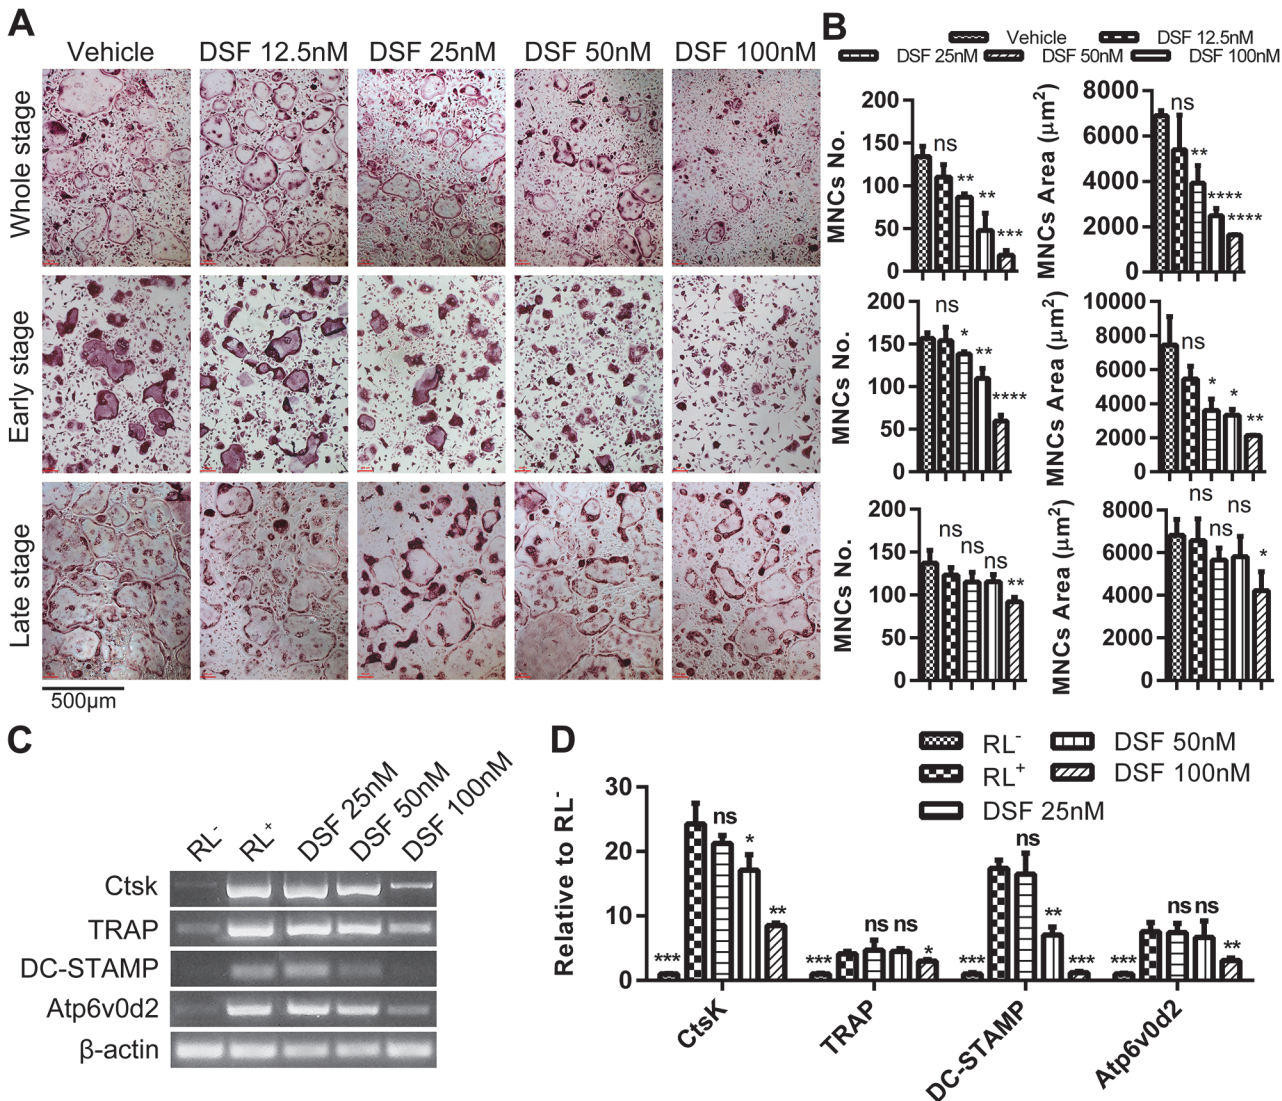 A
Vehicle DSF 12.5nM DSF 25nM DSF 50nM DSF 100nM
Whole stage
Early stage
Late stage
500μm
B
Vehicle DSF 12.5nM
DSF 25nM DSF 50nM DSF 100nM
MNCs No.
200
150
100
50
0
ns ** ** ***
MNCs Area (μm²)
8000
6000
4000
2000
0
ns ** **** ****
MNCs No.
200
150
100
50
0
ns * ** ****
MNCs Area (μm²)
10000
8000
6000
4000
2000
0
ns * * **
MNCs No.
200
150
100
50
0
ns ns ns **
MNCs Area (μm²)
8000
6000
4000
2000
0
ns ns ns *
C
RL⁻ RL⁺ DSF 25nM DSF 50nM DSF 100nM
Ctsk
TRAP
DC-STAMP
Atp6v0d2
β-actin
D
RL⁻ DSF 50nM
RL⁺ DSF 100nM
DSF 25nM
Relative to RL⁻
30
20
10
0
*** ns * **
*** ns ns *
*** ns ** ***
*** ns ns **
CtsK TRAP DC-STAMP Atp6v0d2